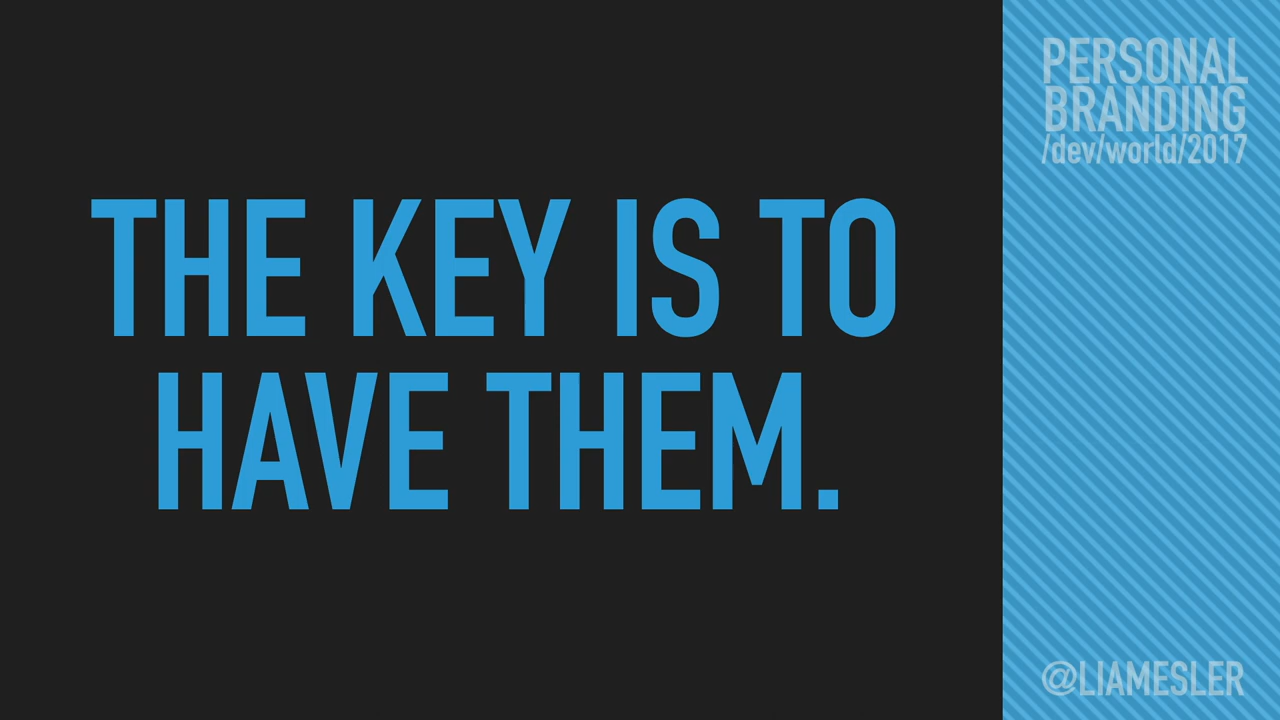 THE KEY IS TO
HAVE THEM.
PERSONAL
BRANDING
/dev/world/2017
@LIAMESLER